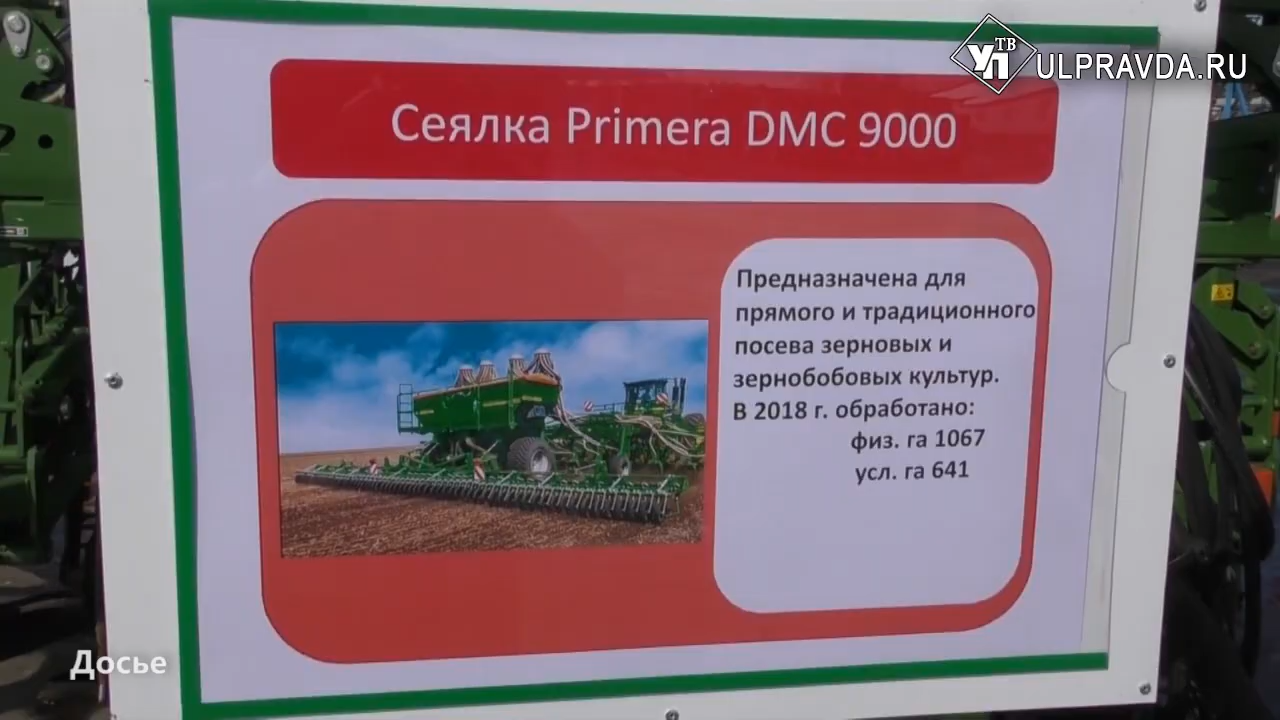 УП ТВ ULPRAVDA.RU
Сеялка Primera DMC 9000
Предназначена для
прямого и традиционного
посева зерновых и
зернобобовых культур.
В 2018 г. обработано:
физ. га 1067
усл. га 641
Досье